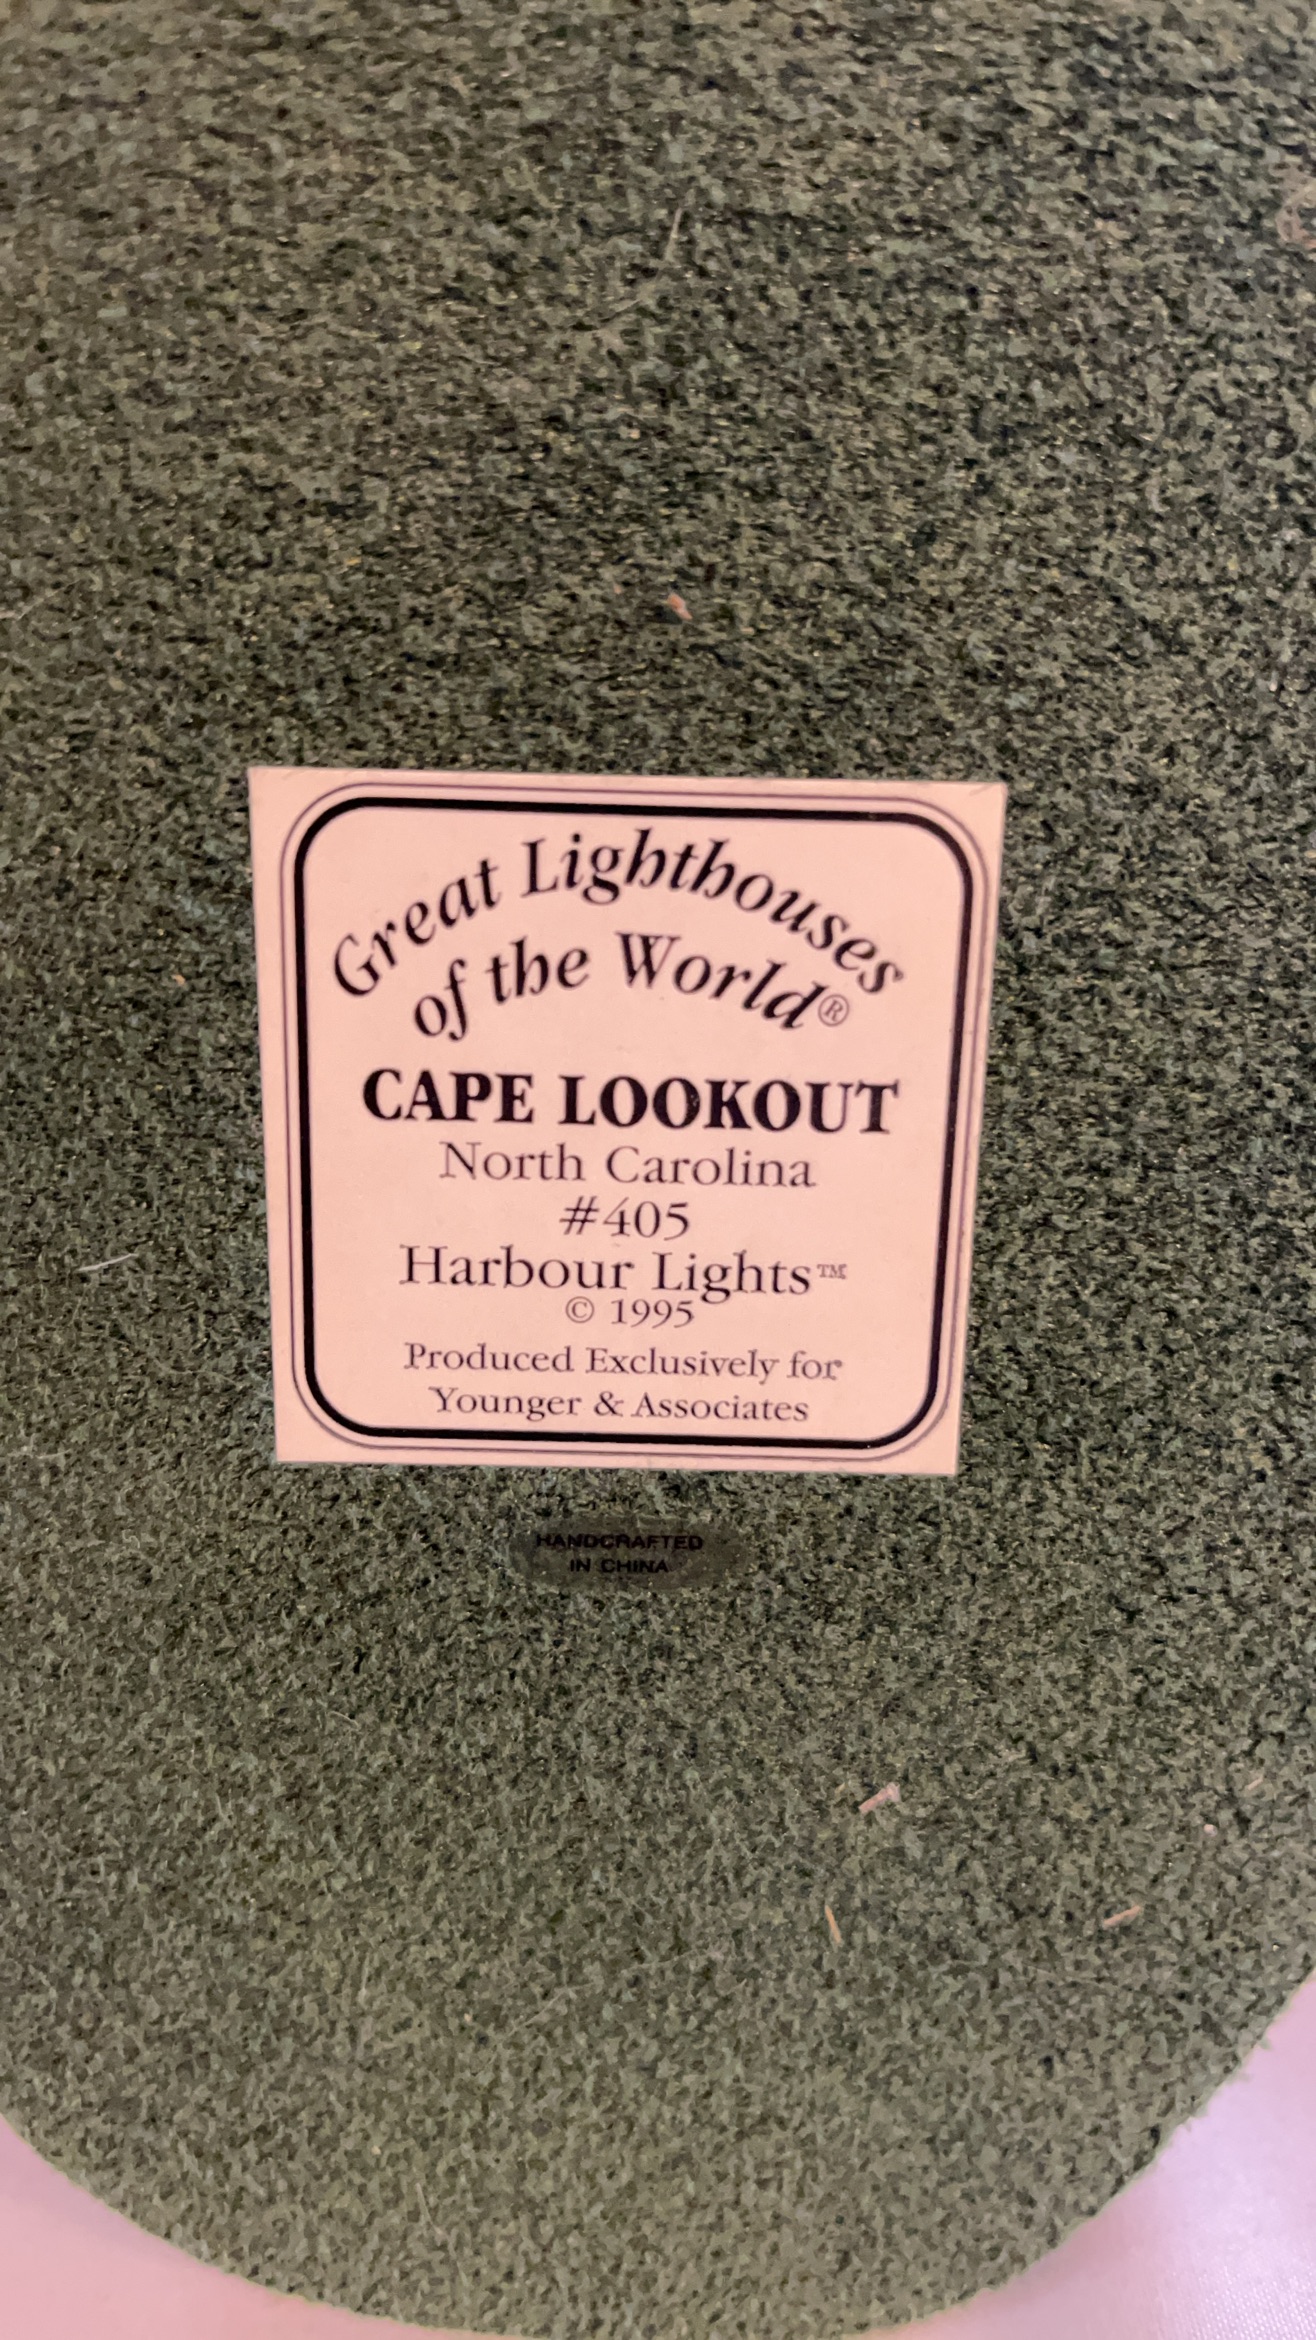 Great Lighthouses
of the World®
CAPE LOOKOUT
North Carolina
#405
Harbour Lights™
© 1995
Produced Exclusively for
Younger & Associates
HANDCRAFTED
IN CHINA